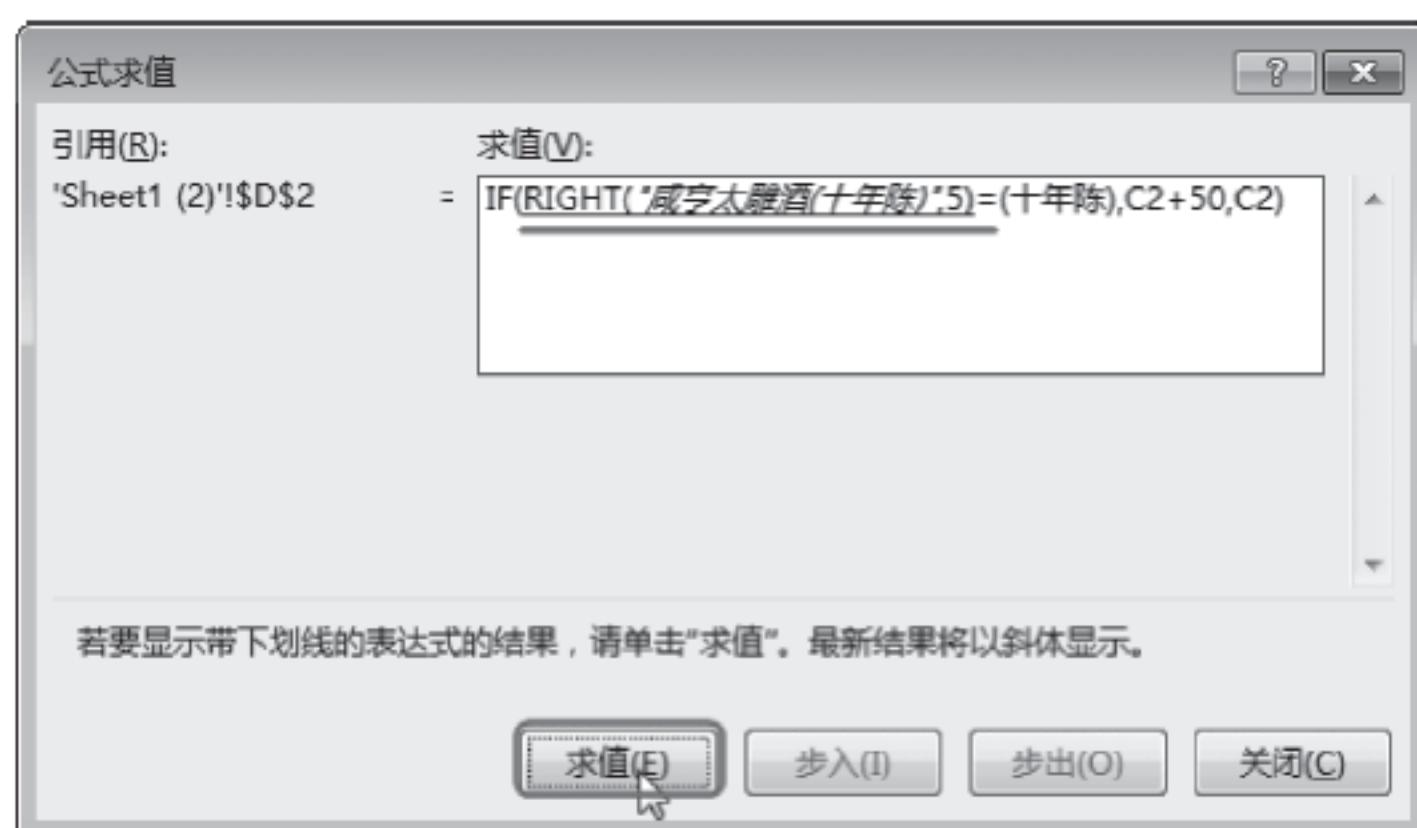 公式求值
引用(R):
求值(V):
'Sheet1 (2)'!$D$2 = IF(RIGHT("咸亨太雕酒(十年陈)",5)=(十年陈),C2+50,C2)
若要显示带下划线的表达式的结果，请单击"求值"。最新结果将以斜体显示。
求值(E) 步入(I) 步出(O) 关闭(C)